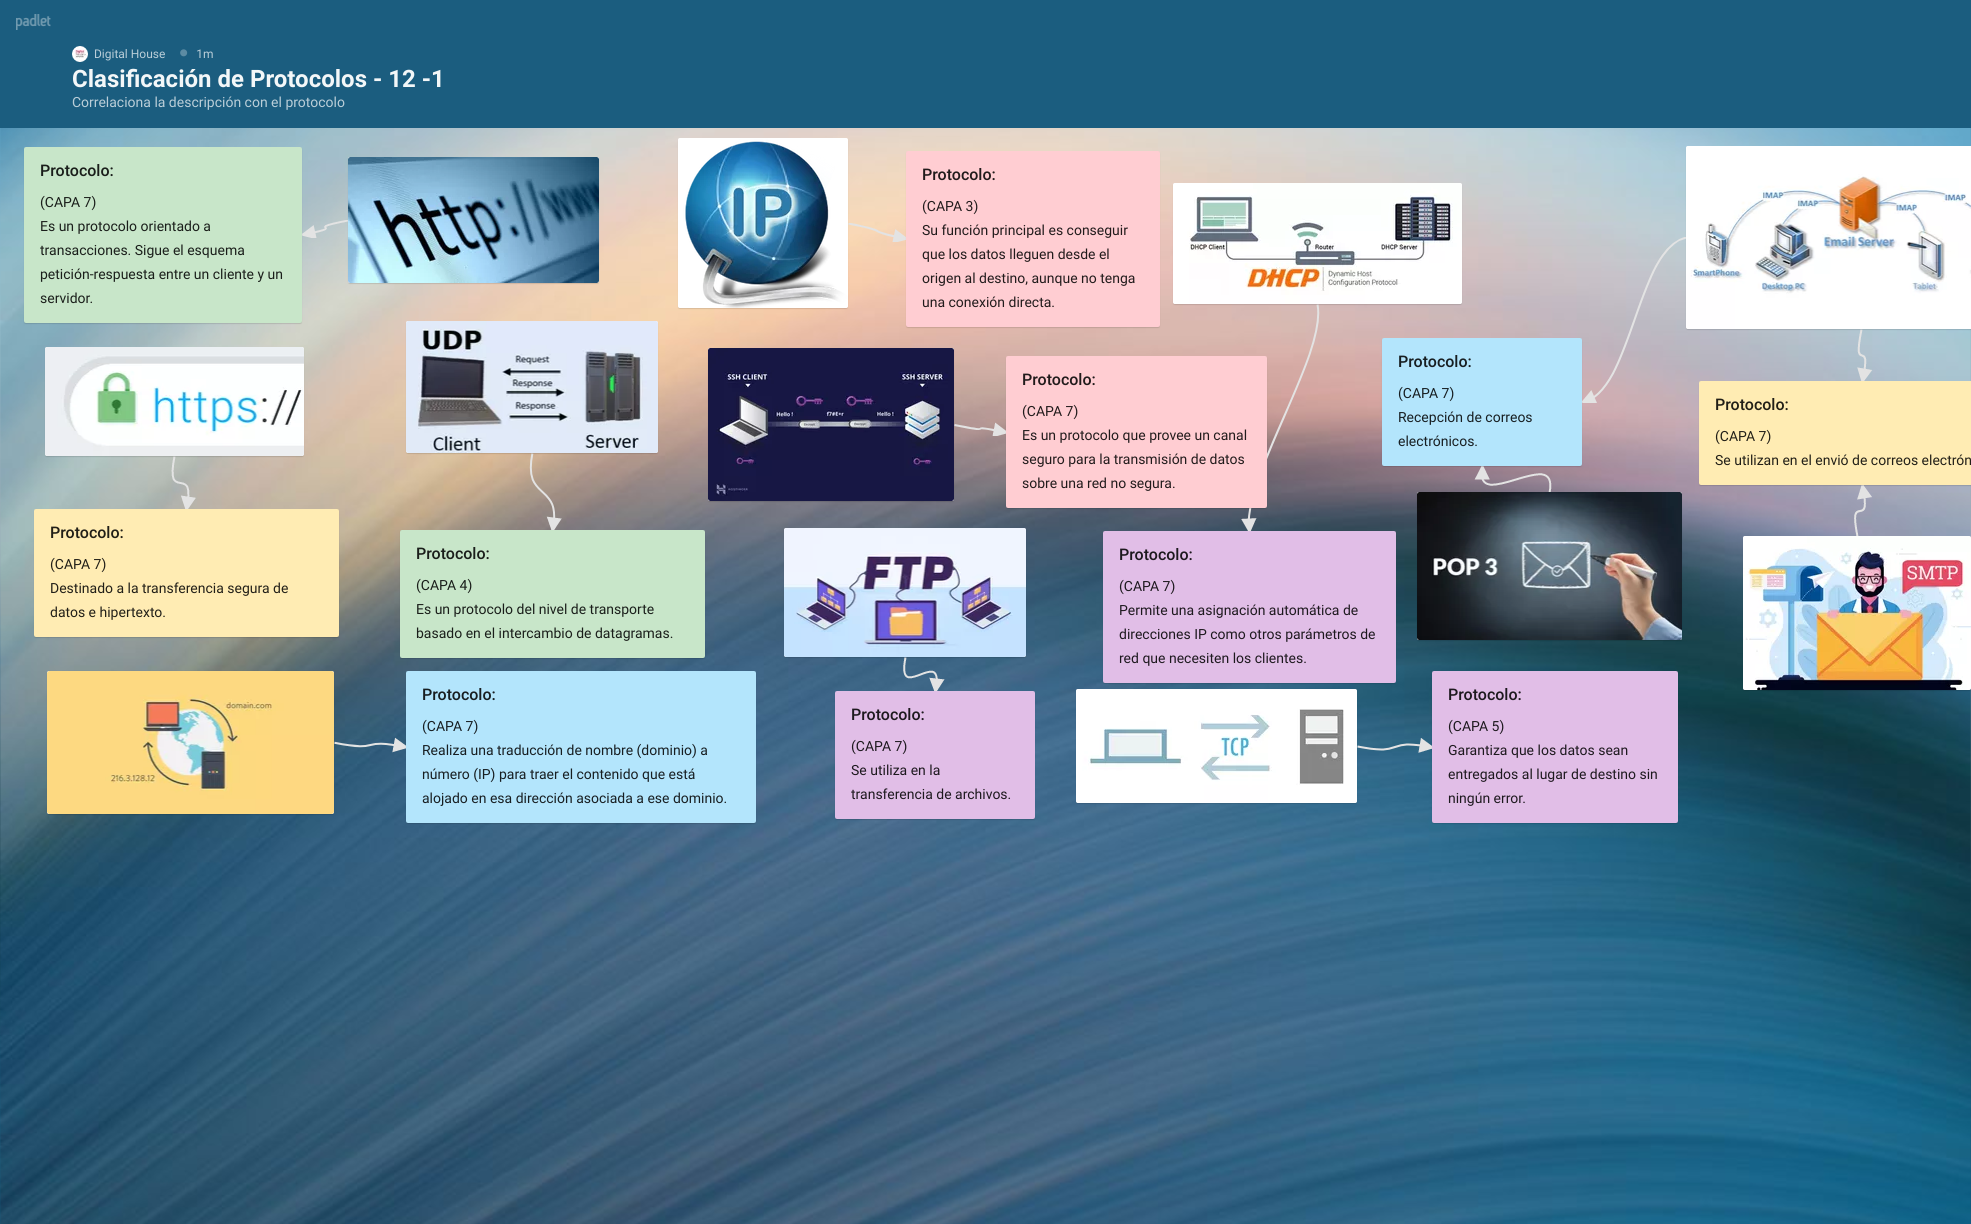 padlet
Digital House
1m
Clasificación de Protocolos - 12 -1
Correlaciona la descripción con el protocolo
Protocolo:
(CAPA 7)
Es un protocolo orientado a
transacciones. Sigue el esquema
petición-respuesta entre un cliente y un
servidor.
http://www
IP
Protocolo:
(CAPA 3)
Su función principal es conseguir
que los datos lleguen desde el
origen al destino, aunque no tenga
una conexión directa.
DHCP Client
Router
DHCP Server
DHCP
Dynamic Host
Configuration Protocol
IMAP
IMAP
IMAP
IMAP
Email Server
SmartPhone
Desktop PC
Tablet
https://
UDP
Request
Response
Response
Client
Server
SSH CLIENT
SSH SERVER
Hello !
Hello !
Protocolo:
(CAPA 7)
Es un protocolo que provee un canal
seguro para la transmisión de datos
sobre una red no segura.
Protocolo:
(CAPA 7)
Recepción de correos
electrónicos.
Protocolo:
(CAPA 7)
Se utilizan en el envió de correos electrón
Protocolo:
(CAPA 7)
Destinado a la transferencia segura de
datos e hipertexto.
Protocolo:
(CAPA 4)
Es un protocolo del nivel de transporte
basado en el intercambio de datagramas.
FTP
Protocolo:
(CAPA 7)
Permite una asignación automática de
direcciones IP como otros parámetros de
red que necesiten los clientes.
POP 3
SMTP
domain.com
216.3.128.12
Protocolo:
(CAPA 7)
Realiza una traducción de nombre (dominio) a
número (IP) para traer el contenido que está
alojado en esa dirección asociada a ese dominio.
Protocolo:
(CAPA 7)
Se utiliza en la
transferencia de archivos.
TCP
Protocolo:
(CAPA 5)
Garantiza que los datos sean
entregados al lugar de destino sin
ningún error.